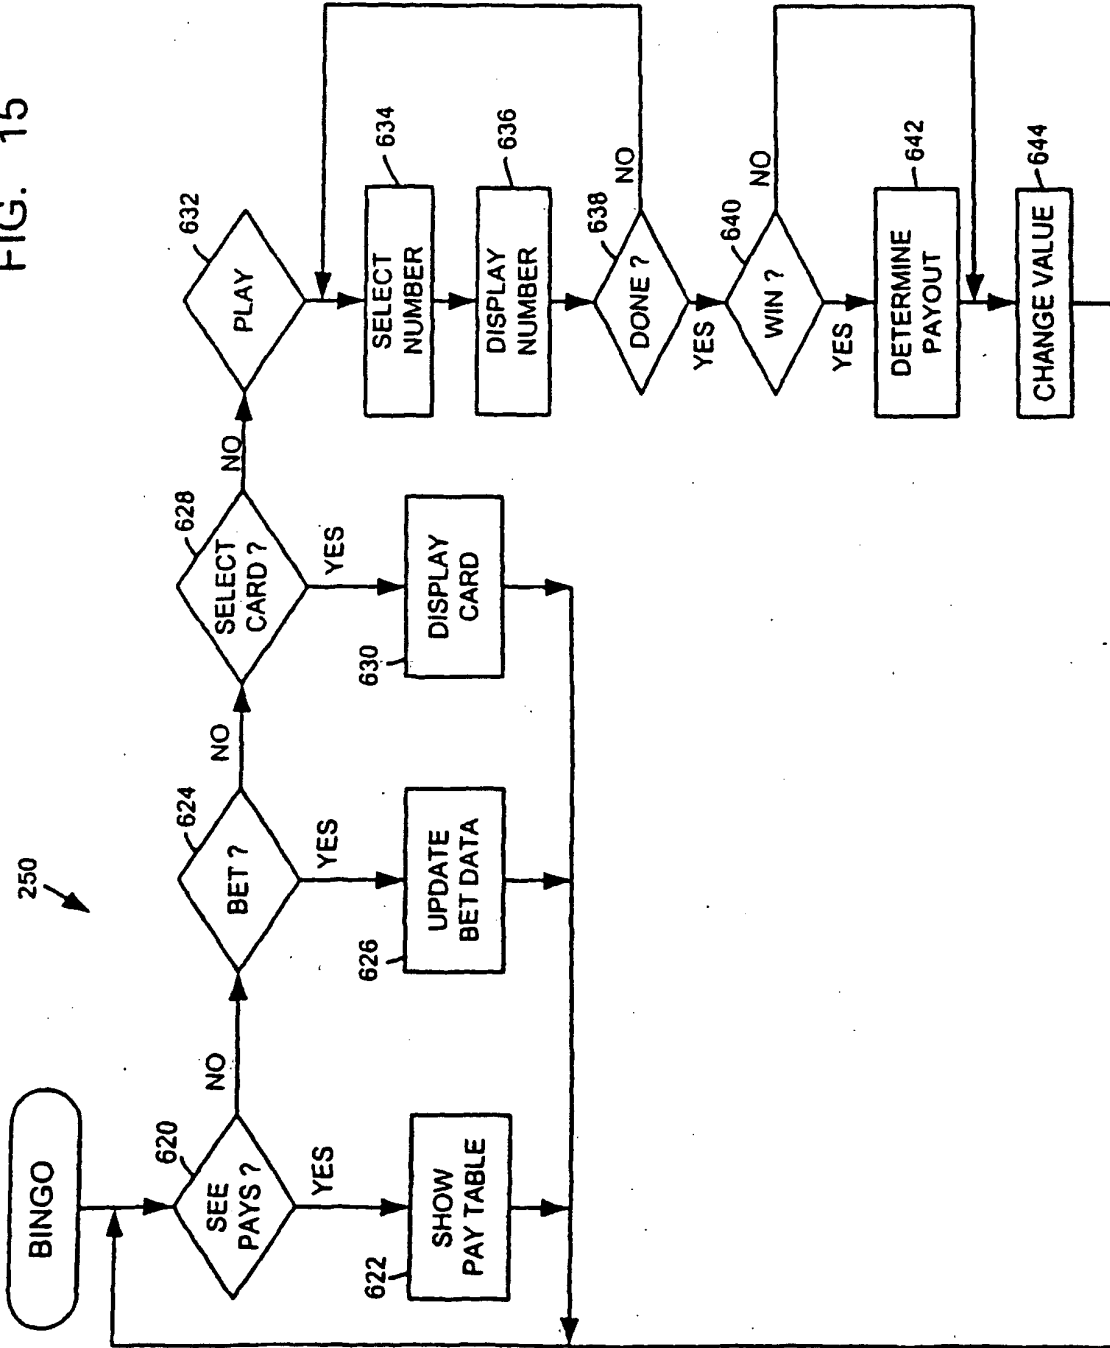 FIG. 15
250
BINGO
620
SEE
PAYS ?
NO
YES
622
SHOW
PAY TABLE
624
BET ?
NO
YES
626
UPDATE
BET DATA
628
SELECT
CARD ?
NO
YES
630
DISPLAY
CARD
632
PLAY
634
SELECT
NUMBER
636
DISPLAY
NUMBER
638
DONE ?
NO
YES
640
WIN ?
NO
YES
642
DETERMINE
PAYOUT
644
CHANGE VALUE